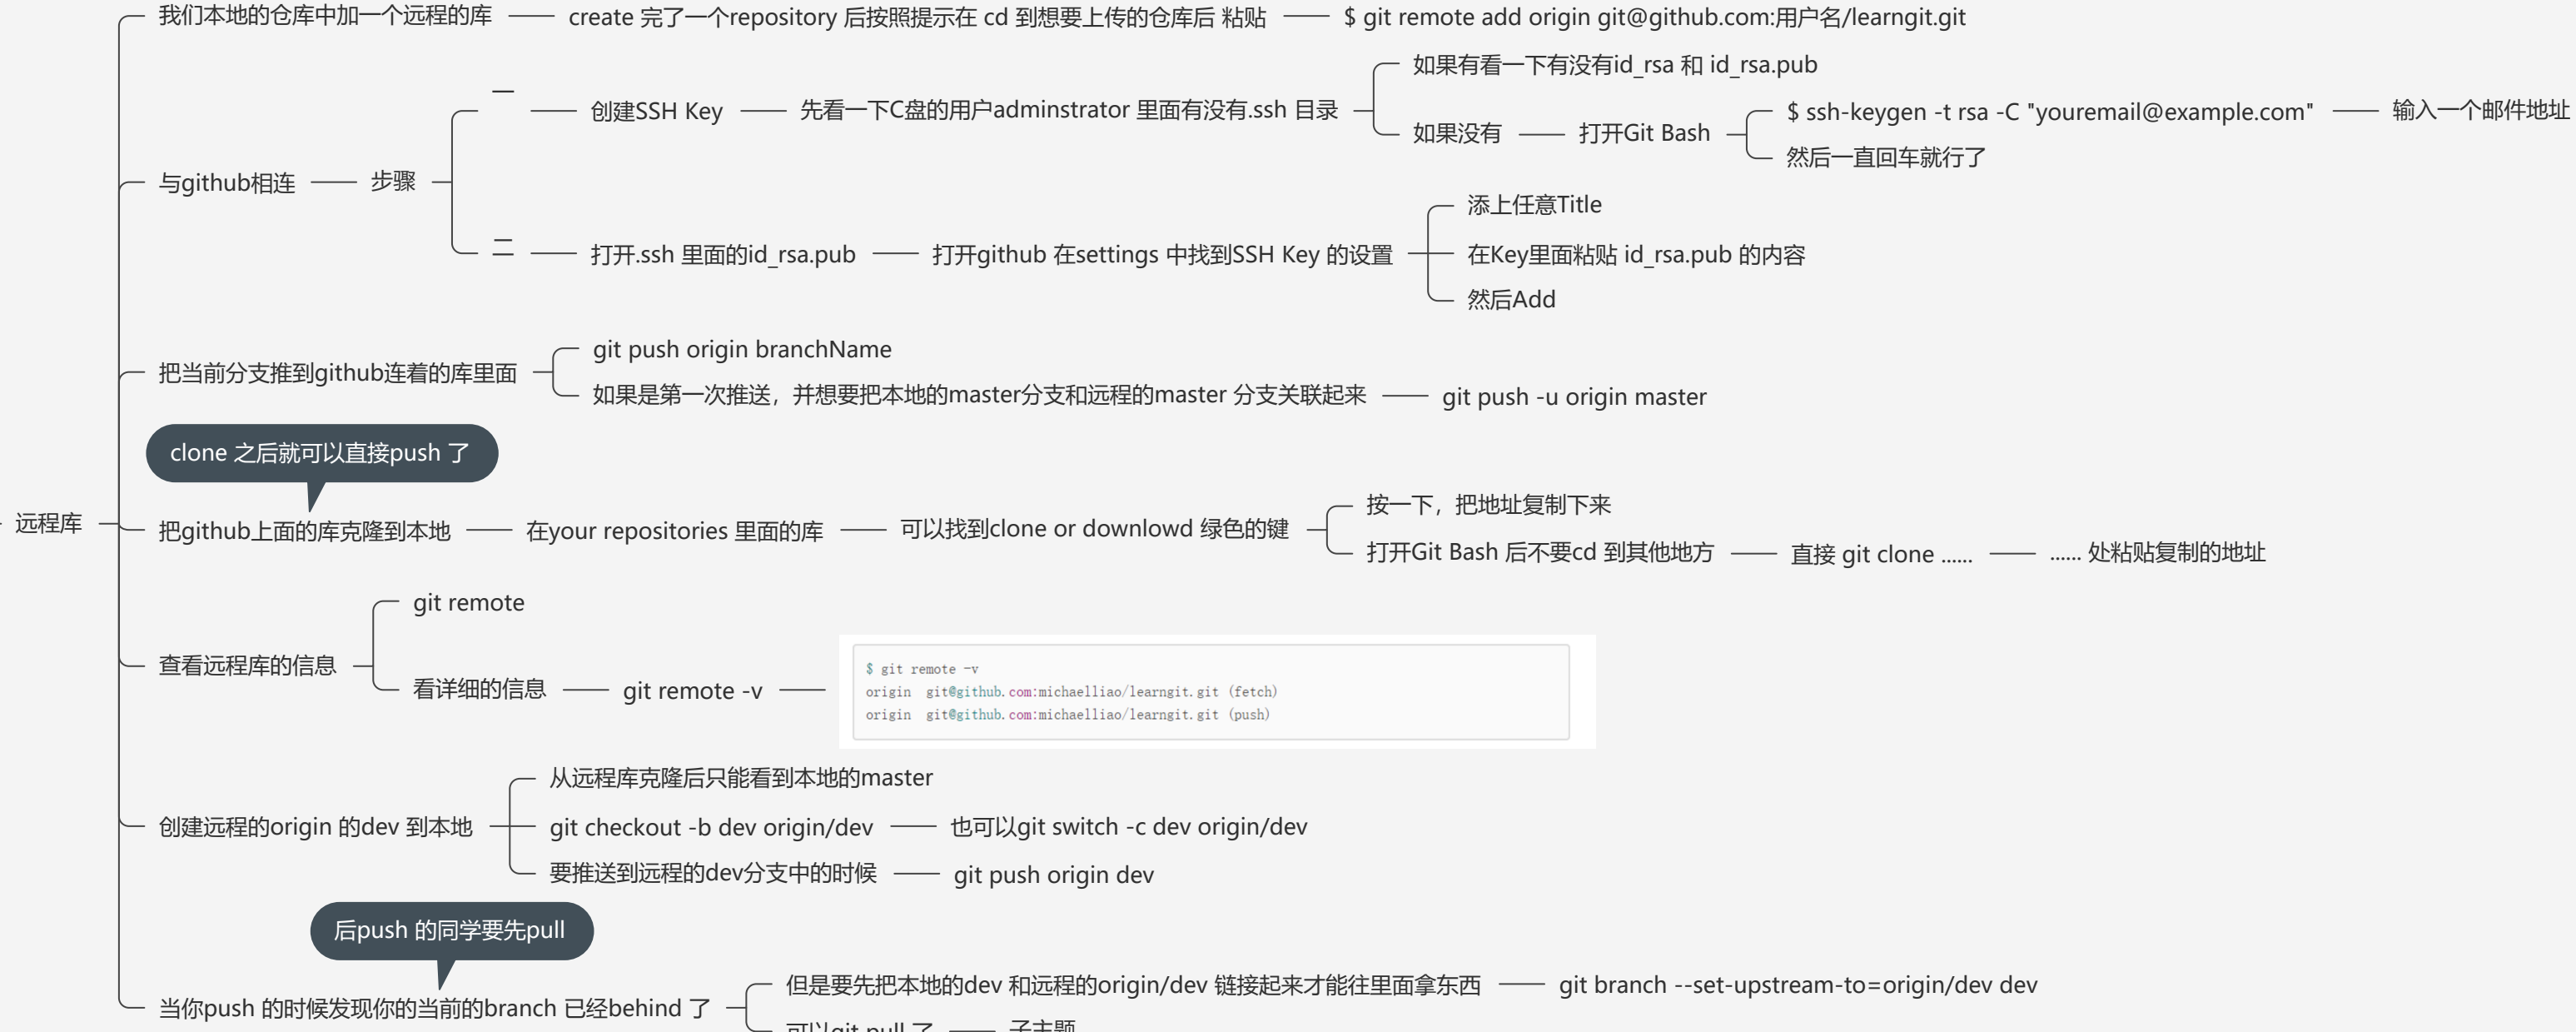 我们本地的仓库中加一个远程的库
create 完了一个repository 后按照提示在 cd 到想要上传的仓库后 粘贴
$ git remote add origin git@github.com:用户名/learngit.git
与github相连
步骤
一
创建SSH Key
先看一下C盘的用户adminstrator 里面有没有.ssh 目录
如果有看一下有没有id_rsa 和 id_rsa.pub
如果没有
打开Git Bash
$ ssh-keygen -t rsa -C "youremail@example.com"
输入一个邮件地址
然后一直回车就行了
二
打开.ssh 里面的id_rsa.pub
打开github 在settings 中找到SSH Key 的设置
添上任意Title
在Key里面粘贴 id_rsa.pub 的内容
然后Add
把当前分支推到github连着的库里面
git push origin branchName
如果是第一次推送，并想要把本地的master分支和远程的master 分支关联起来
git push -u origin master
clone 之后就可以直接push 了
远程库
把github上面的库克隆到本地
在your repositories 里面的库
可以找到clone or downlowd 绿色的键
按一下，把地址复制下来
打开Git Bash 后不要cd 到其他地方
直接 git clone ......
...... 处粘贴复制的地址
查看远程库的信息
git remote
看详细的信息
git remote -v
$ git remote -v
origin  git@github.com:michaelliao/learngit.git (fetch)
origin  git@github.com:michaelliao/learngit.git (push)
创建远程的origin 的dev 到本地
从远程库克隆后只能看到本地的master
git checkout -b dev origin/dev
也可以git switch -c dev origin/dev
要推送到远程的dev分支中的时候
git push origin dev
后push 的同学要先pull
当你push 的时候发现你的当前的branch 已经behind 了
但是要先把本地的dev 和远程的origin/dev 链接起来才能往里面拿东西
git branch --set-upstream-to=origin/dev dev
可以git pull 了
子主题